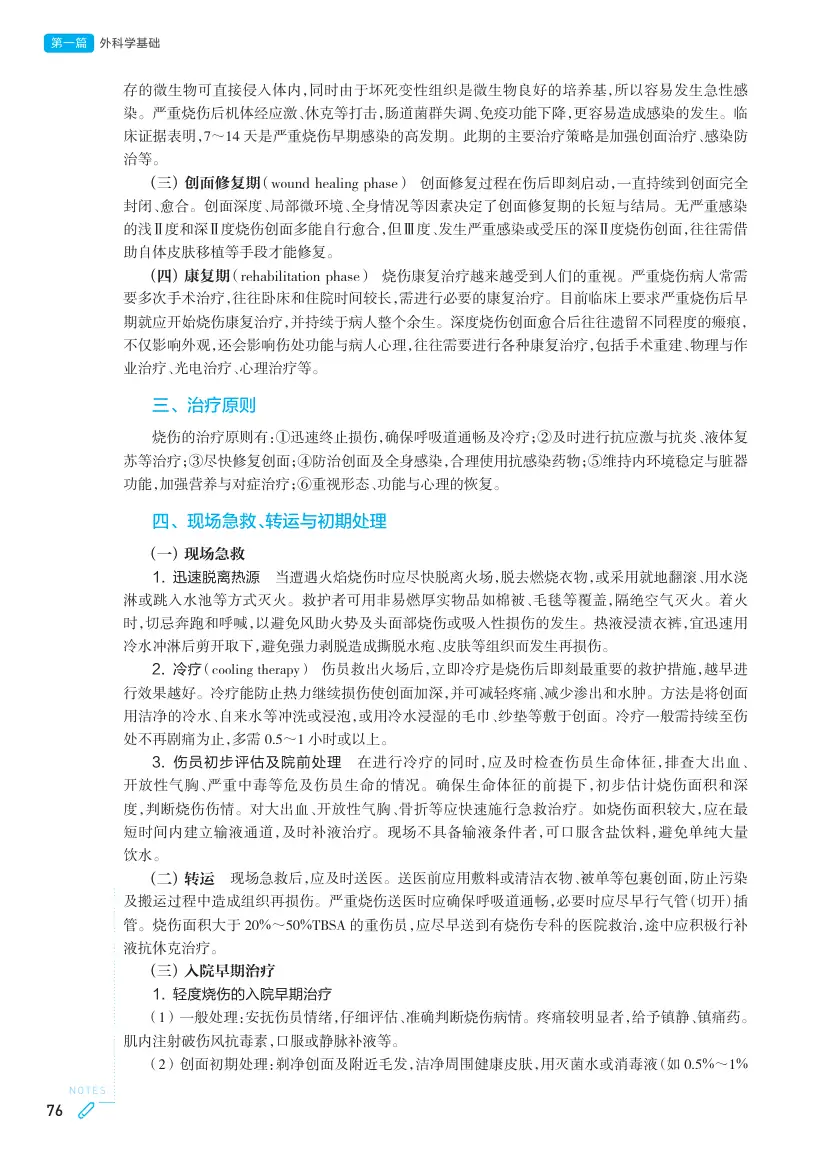 第一篇 外科学基础
存的微生物可直接侵入体内,同时由于坏死变性组织是微生物良好的培养基,所以容易发生急性感
染。严重烧伤后机体经应激、休克等打击,肠道菌群失调、免疫功能下降,更容易造成感染的发生。临
床证据表明,7～14 天是严重烧伤早期感染的高发期。此期的主要治疗策略是加强创面治疗、感染防
治等。
（三）创面修复期（wound healing phase） 创面修复过程在伤后即刻启动,一直持续到创面完全
封闭、愈合。创面深度、局部微环境、全身情况等因素决定了创面修复期的长短与结局。无严重感染
的浅Ⅱ度和深Ⅱ度烧伤创面多能自行愈合,但Ⅲ度、发生严重感染或受压的深Ⅱ度烧伤创面,往往需借
助自体皮肤移植等手段才能修复。
（四）康复期（rehabilitation phase） 烧伤康复治疗越来越受到人们的重视。严重烧伤病人常需
要多次手术治疗,往往卧床和住院时间较长,需进行必要的康复治疗。目前临床上要求严重烧伤后早
期就应开始烧伤康复治疗,并持续于病人整个余生。深度烧伤创面愈合后往往遗留不同程度的瘢痕,
不仅影响外观,还会影响伤处功能与病人心理,往往需要进行各种康复治疗,包括手术重建、物理与作
业治疗、光电治疗、心理治疗等。
三、治疗原则
烧伤的治疗原则有:①迅速终止损伤,确保呼吸道通畅及冷疗;②及时进行抗应激与抗炎、液体复
苏等治疗;③尽快修复创面;④防治创面及全身感染,合理使用抗感染药物;⑤维持内环境稳定与脏器
功能,加强营养与对症治疗;⑥重视形态、功能与心理的恢复。
四、现场急救、转运与初期处理
（一）现场急救
1. 迅速脱离热源 当遭遇火焰烧伤时应尽快脱离火场,脱去燃烧衣物,或采用就地翻滚、用水浇
淋或跳入水池等方式灭火。救护者可用非易燃厚实物品如棉被、毛毯等覆盖,隔绝空气灭火。着火
时,切忌奔跑和呼喊,以避免风助火势及头面部烧伤或吸入性损伤的发生。热液浸渍衣裤,宜迅速用
冷水冲淋后剪开取下,避免强力剥脱造成撕脱水疱、皮肤等组织而发生再损伤。
2. 冷疗（cooling therapy） 伤员救出火场后,立即冷疗是烧伤后即刻最重要的救护措施,越早进
行效果越好。冷疗能防止热力继续损伤使创面加深,并可减轻疼痛、减少渗出和水肿。方法是将创面
用洁净的冷水、自来水等冲洗或浸泡,或用冷水浸湿的毛巾、纱垫等敷于创面。冷疗一般需持续至伤
处不再剧痛为止,多需 0.5～1 小时或以上。
3. 伤员初步评估及院前处理 在进行冷疗的同时,应及时检查伤员生命体征,排查大出血、
开放性气胸、严重中毒等危及伤员生命的情况。确保生命体征的前提下,初步估计烧伤面积和深
度,判断烧伤伤情。对大出血、开放性气胸、骨折等应快速施行急救治疗。如烧伤面积较大,应在最
短时间内建立输液通道,及时补液治疗。现场不具备输液条件者,可口服含盐饮料,避免单纯大量
饮水。
（二）转运 现场急救后,应及时送医。送医前应用敷料或清洁衣物、被单等包裹创面,防止污染
及搬运过程中造成组织再损伤。严重烧伤送医时应确保呼吸道通畅,必要时应尽早行气管（切开）插
管。烧伤面积大于 20%～50%TBSA 的重伤员,应尽早送到有烧伤专科的医院救治,途中应积极行补
液抗休克治疗。
（三）入院早期治疗
1. 轻度烧伤的入院早期治疗
（1）一般处理:安抚伤员情绪,仔细评估、准确判断烧伤病情。疼痛较明显者,给予镇静、镇痛药。
肌内注射破伤风抗毒素,口服或静脉补液等。
（2）创面初期处理:剃净创面及附近毛发,洁净周围健康皮肤,用灭菌水或消毒液（如 0.5%～1%
NOTES
76